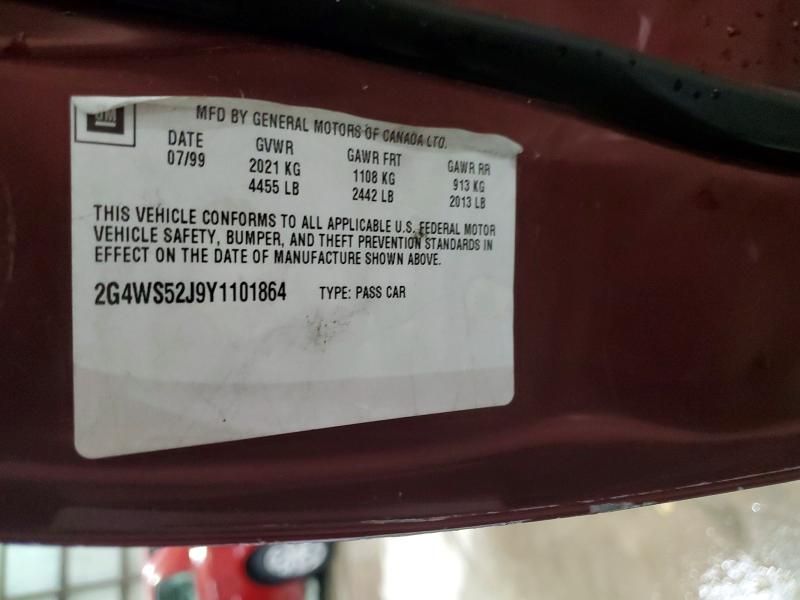 GM
MFD BY GENERAL MOTORS OF CANADA LTD.
DATE GVWR GAWR FRT GAWR RR
07/99 2021 KG 1108 KG 913 KG
4455 LB 2442 LB 2013 LB
THIS VEHICLE CONFORMS TO ALL APPLICABLE U.S. FEDERAL MOTOR
VEHICLE SAFETY, BUMPER, AND THEFT PREVENTION STANDARDS IN
EFFECT ON THE DATE OF MANUFACTURE SHOWN ABOVE.
2G4WS52J9Y1101864 TYPE: PASS CAR